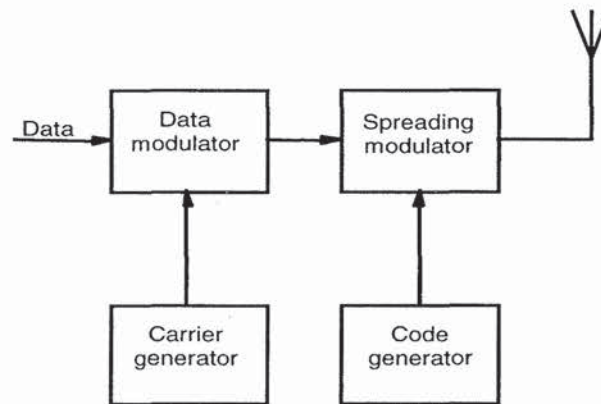 Data
Data
modulator
Spreading
modulator
Carrier
generator
Code
generator